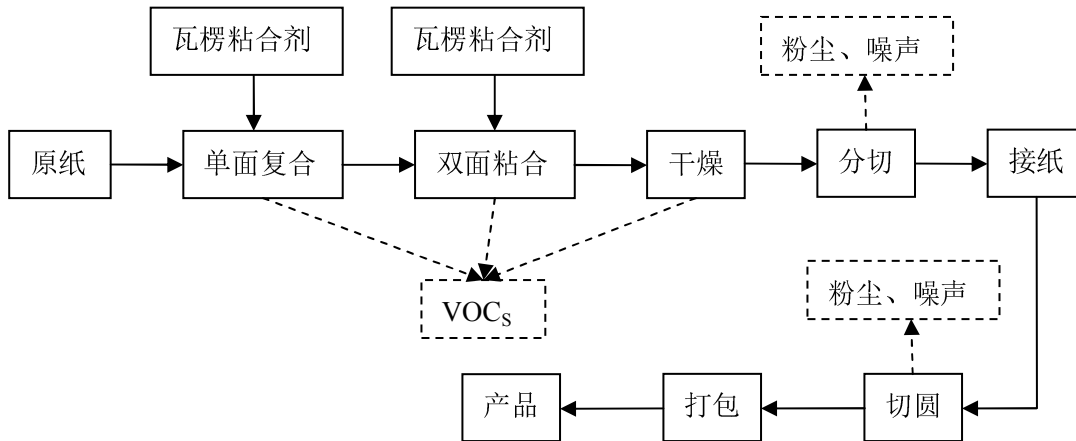 瓦楞粘合剂
瓦楞粘合剂
粉尘、噪声
原纸
单面复合
双面粘合
干燥
分切
接纸
VOCS
粉尘、噪声
产品
打包
切圆